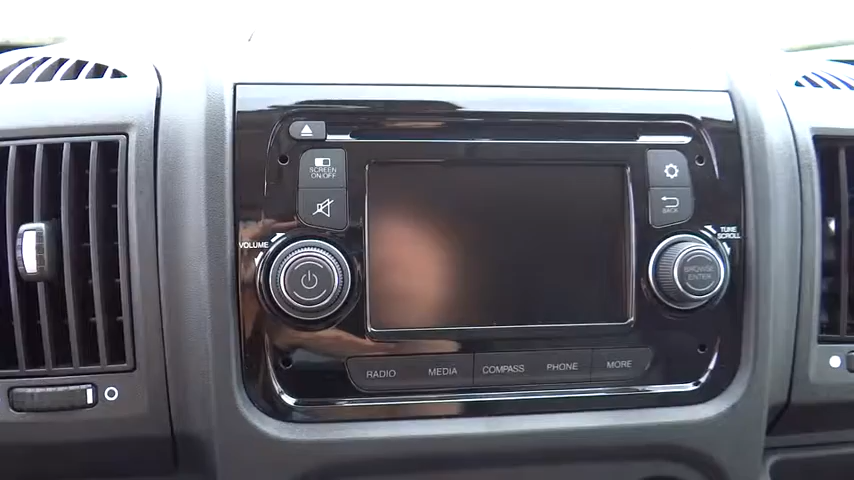 SCREEN
ON/OFF
BACK
VOLUME
TUNE
SCROLL
BROWSE
ENTER
RADIO
MEDIA
COMPASS
PHONE
MORE